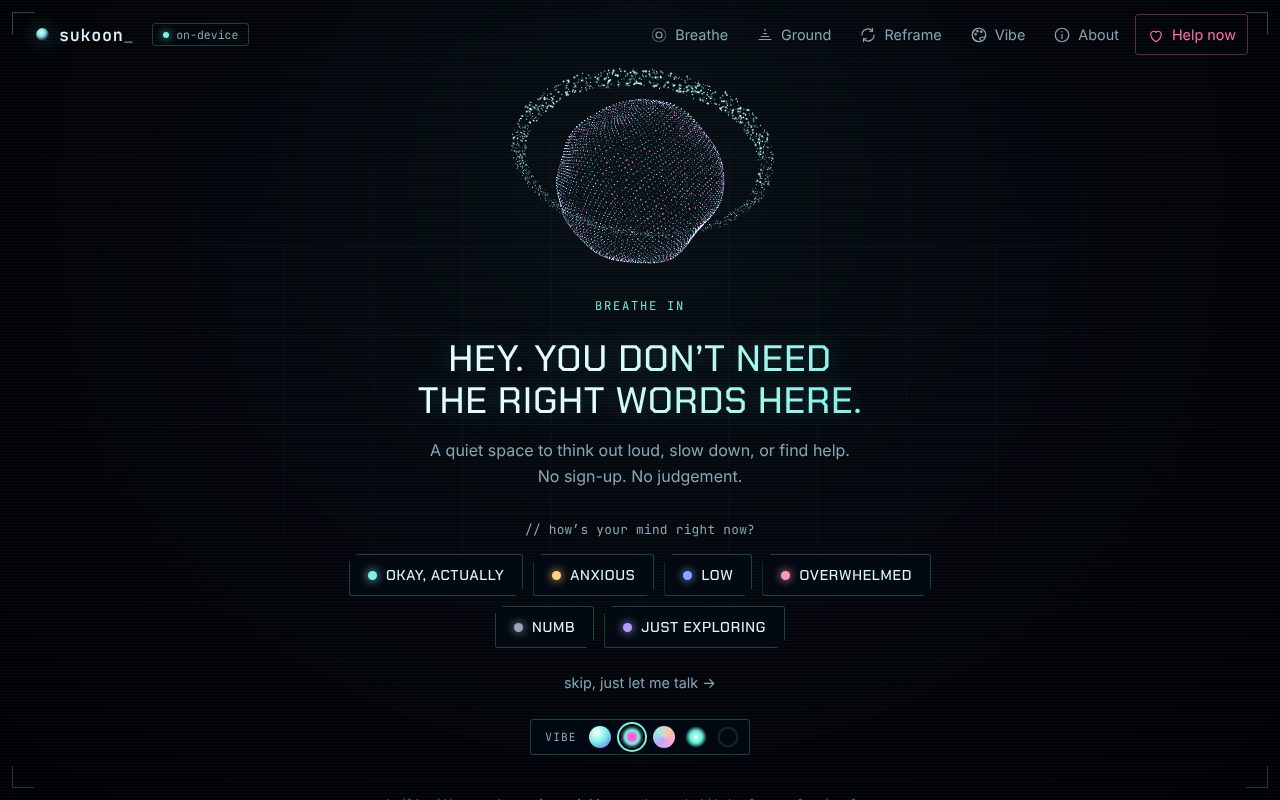 sukoon_
on-device
Breathe
Ground
Reframe
Vibe
About
Help now
BREATHE IN
HEY. YOU DON’T NEED
THE RIGHT WORDS HERE.
A quiet space to think out loud, slow down, or find help.
No sign-up. No judgement.
// how’s your mind right now?
OKAY, ACTUALLY
ANXIOUS
LOW
OVERWHELMED
NUMB
JUST EXPLORING
skip, just let me talk →
VIBE